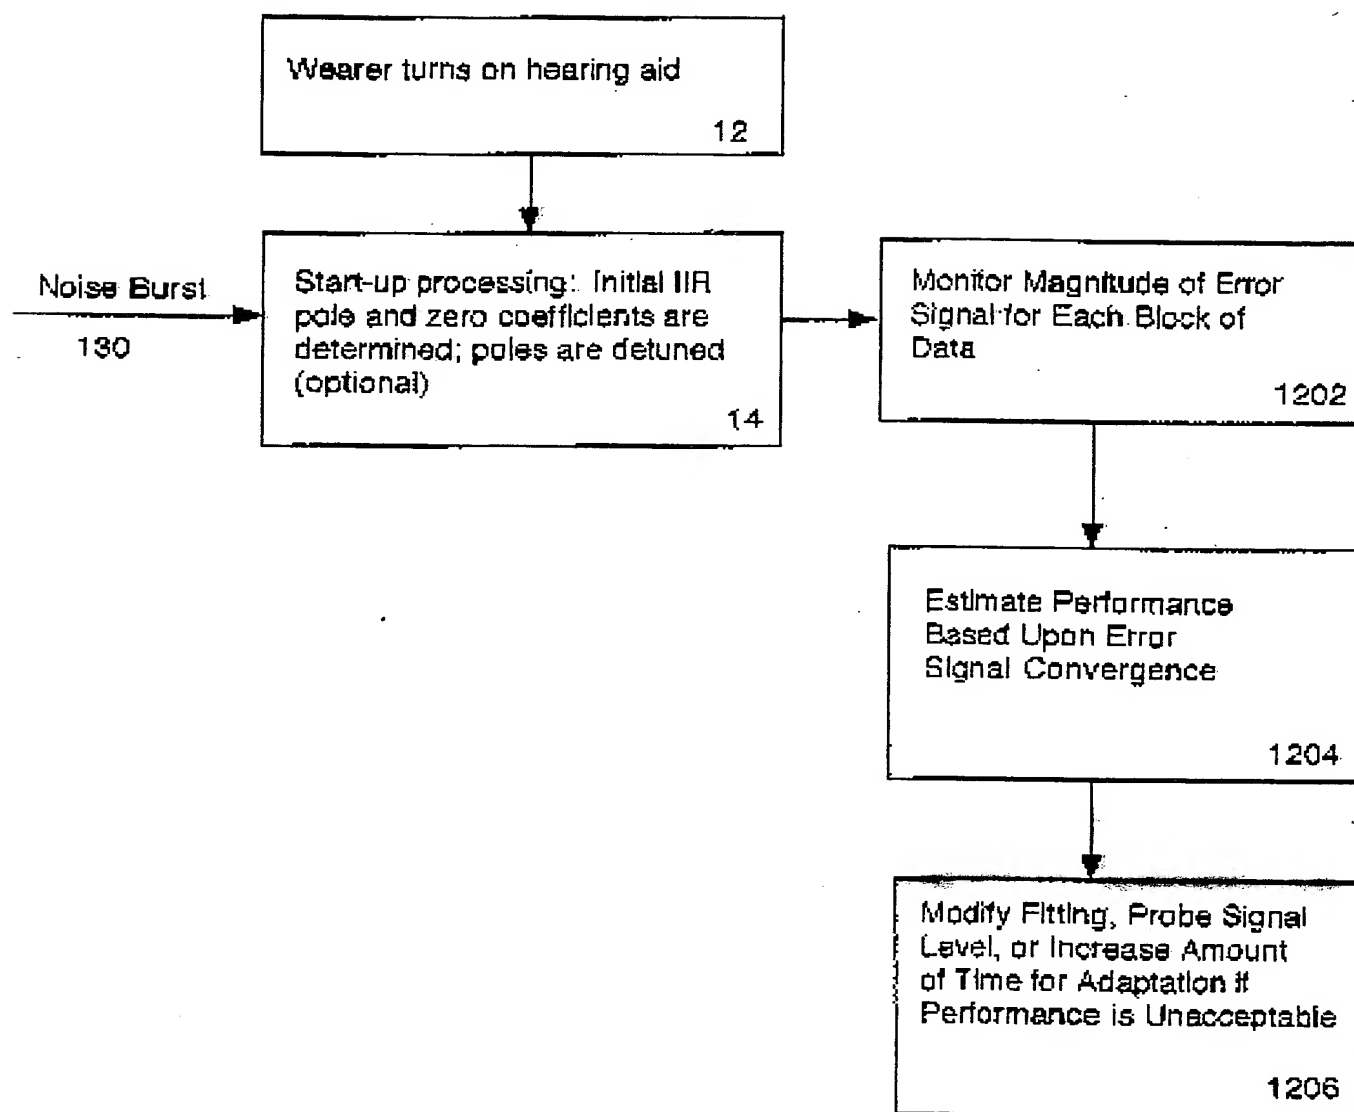 Wearer turns on hearing aid
12
Noise Burst
130
Start-up processing: Initial IIR
pole and zero coefficients are
determined; poles are detuned
(optional)
14
Monitor Magnitude of Error
Signal for Each Block of
Data
1202
Estimate Performance
Based Upon Error
Signal Convergence
1204
Modify Fitting, Probe Signal
Level, or Increase Amount
of Time for Adaptation if
Performance is Unacceptable
1206